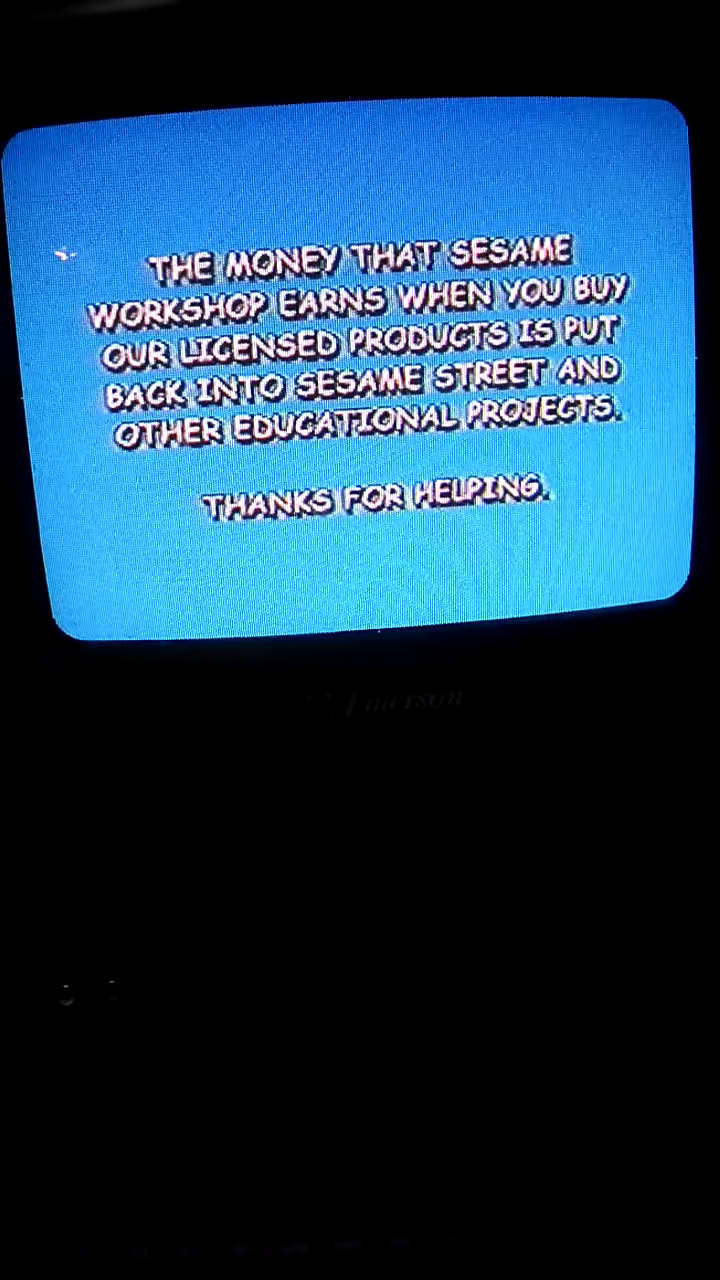 THE MONEY THAT SESAME
WORKSHOP EARNS WHEN YOU BUY
OUR LICENSED PRODUCTS IS PUT
BACK INTO SESAME STREET AND
OTHER EDUCATIONAL PROJECTS.
THANKS FOR HELPING.
Emerson